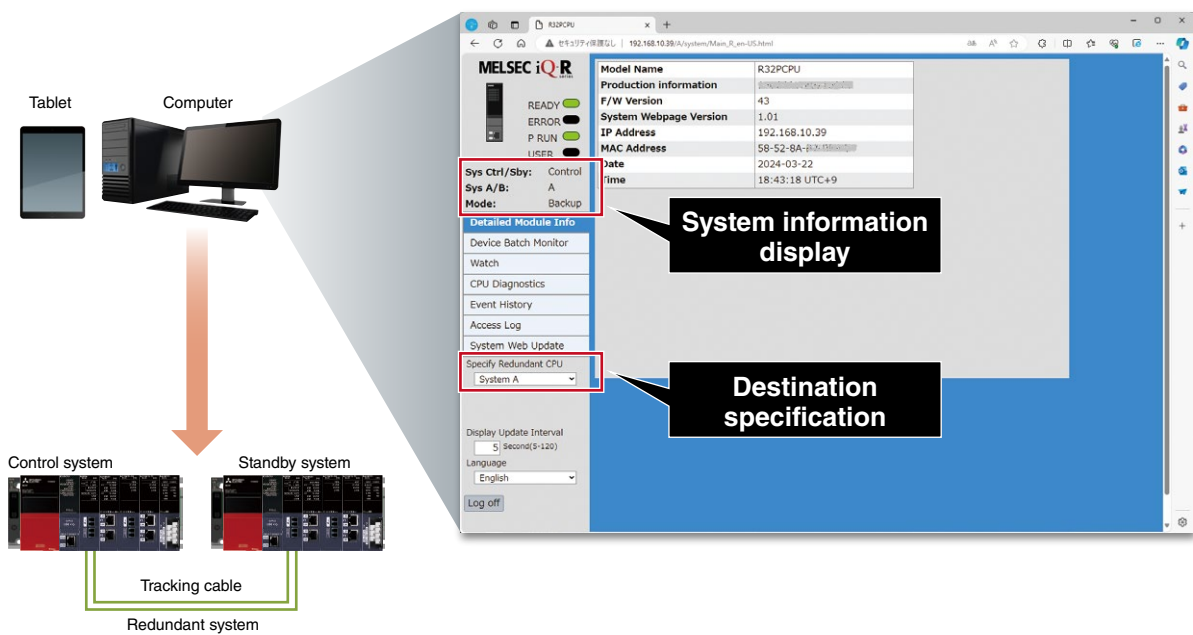 Tablet
Computer
R32PCPU
セキュリティ保護なし
192.168.10.39/A/system/Main_R_en-US.html
MELSEC iQ-R
series
READY
ERROR
P RUN
USER
Sys Ctrl/Sby: Control
Sys A/B: A
Mode: Backup
Detailed Module Info
Device Batch Monitor
Watch
CPU Diagnostics
Event History
Access Log
System Web Update
Specify Redundant CPU
System A
Display Update Interval
5 Second(5-120)
Language
English
Log off
Model Name R32PCPU
Production information
F/W Version 43
System Webpage Version 1.01
IP Address 192.168.10.39
MAC Address 58-52-8A-
Date 2024-03-22
Time 18:43:18 UTC+9
System information
display
Destination
specification
Control system
Standby system
Tracking cable
Redundant system